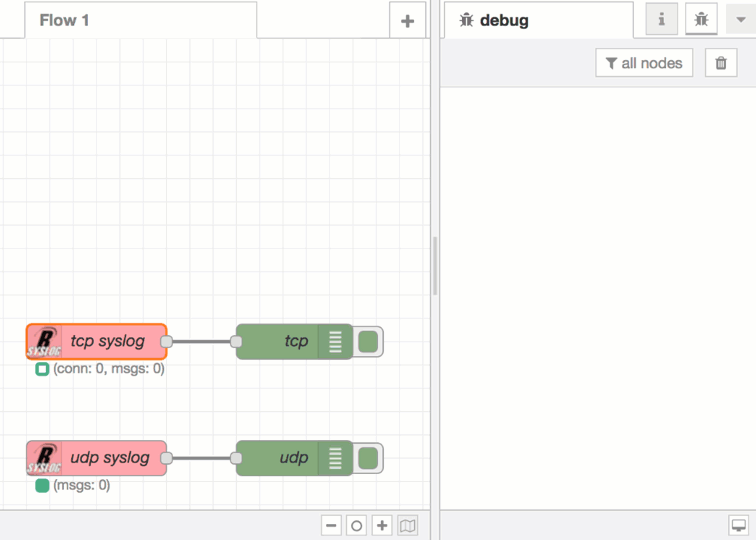 Flow 1
debug
all nodes
R
SYSLOG
tcp syslog
tcp
(conn: 0, msgs: 0)
R
SYSLOG
udp syslog
udp
(msgs: 0)